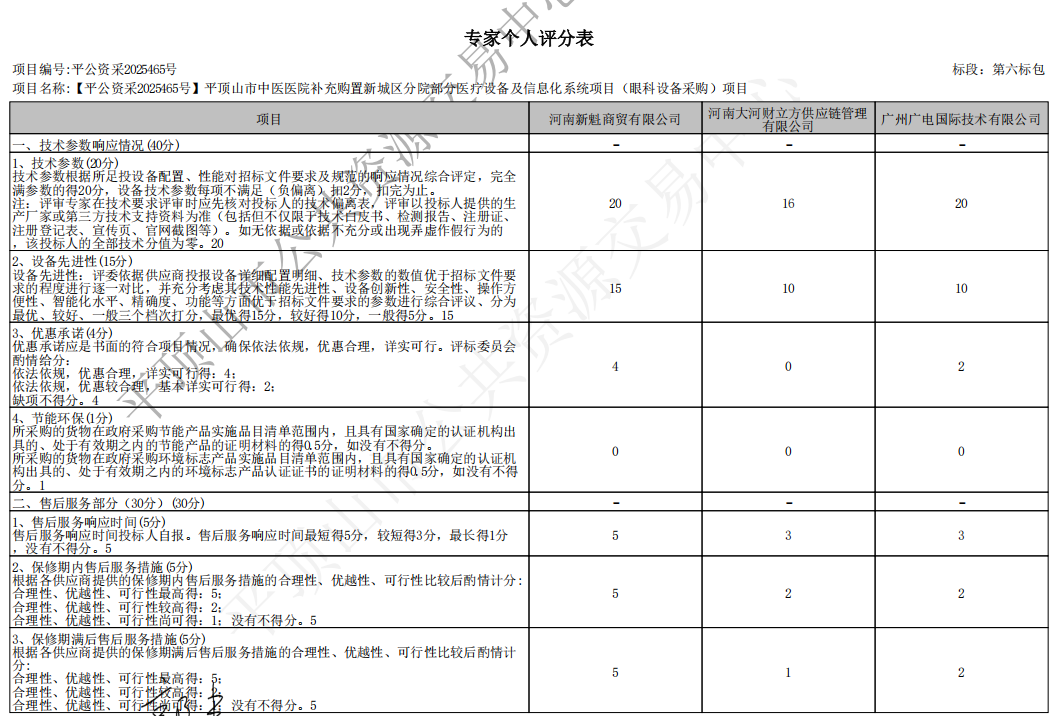 专家个人评分表
项目编号:平公资采2025465号
标段：第六标包
项目名称:【平公资采2025465号】平顶山市中医医院补充购置新城区分院部分医疗设备及信息化系统项目（眼科设备采购）项目
项目 河南新魁商贸有限公司 河南大河财立方供应链管理有限公司 广州广电国际技术有限公司
一、技术参数响应情况(40分) - - -
1、技术参数(20分)
技术参数根据所足投设备配置、性能对招标文件要求及规范的响应情况综合评定，完全
满参数的得20分，设备技术参数每项不满足（负偏离）扣2分，扣完为止。
注：评审专家在技术要求评审时应先核对投标人的技术偏离表，评审以投标人提供的生
产厂家或第三方技术支持资料为准（包括但不仅限于技术白皮书、检测报告、注册证、
注册登记表、宣传页、官网截图等）。如无依据或依据不充分或出现弄虚作假行为的
，该投标人的全部技术分值为零。20
20 16 20
2、设备先进性(15分)
设备先进性：评委依据供应商投报设备详细配置明细、技术参数的数值优于招标文件要
求的程度进行逐一对比，并充分考虑其技术性能先进性、设备创新性、安全性、操作方
便性、智能化水平、精确度、功能等方面优于招标文件要求的参数进行综合评议、分为
最优、较好、一般三个档次打分，最优得15分，较好得10分，一般得5分。15
15 10 10
3、优惠承诺(4分)
优惠承诺应是书面的符合项目情况，确保依法依规，优惠合理，详实可行。评标委员会
酌情给分：
依法依规，优惠合理，详实可行得：4；
依法依规，优惠较合理，基本详实可行得：2；
缺项不得分。4
4 0 2
4、节能环保(1分)
所采购的货物在政府采购节能产品实施品目清单范围内，且具有国家确定的认证机构出
具的、处于有效期之内的节能产品的证明材料的得0.5分，如没有不得分。
所采购的货物在政府采购环境标志产品实施品目清单范围内，且具有国家确定的认证机
构出具的、处于有效期之内的环境标志产品认证证书的证明材料的得0.5分，如没有不得
分。1
0 0 0
二、售后服务部分（30分）(30分) - - -
1、售后服务响应时间(5分)
售后服务响应时间投标人自报。售后服务响应时间最短得5分，较短得3分，最长得1分
，没有不得分。5
5 3 3
2、保修期内售后服务措施(5分)
根据各供应商提供的保修期内售后服务措施的合理性、优越性、可行性比较后酌情计分:
合理性、优越性、可行性最高得：5；
合理性、优越性、可行性较高得：2；
合理性、优越性、可行性尚可得：1；没有不得分。5
5 2 2
3、保修期满后售后服务措施(5分)
根据各供应商提供的保修期满后售后服务措施的合理性、优越性、可行性比较后酌情计
分:
合理性、优越性、可行性最高得：5；
合理性、优越性、可行性较高得：2；
合理性、优越性、可行性尚可得：1；没有不得分。5
5 1 2
平顶山市公共资源交易中心
平顶山市公共资源交易中心